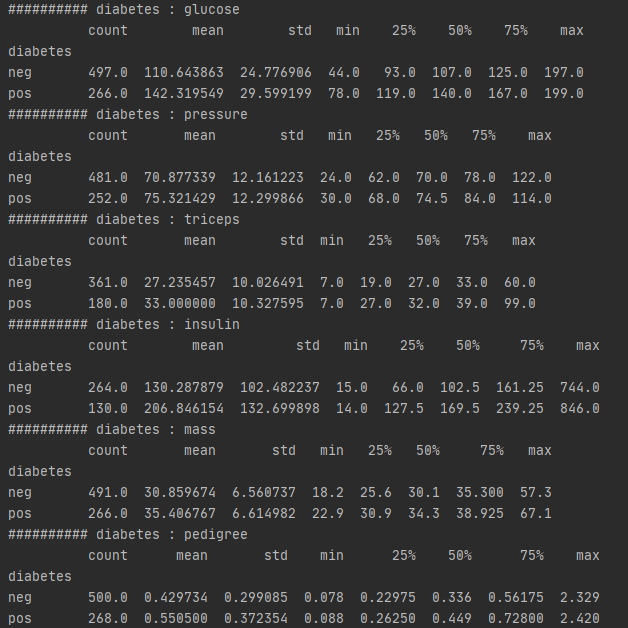 ########## diabetes : glucose
          count        mean        std   min    25%    50%    75%    max
diabetes
neg       497.0  110.643863  24.776906  44.0   93.0  107.0  125.0  197.0
pos       266.0  142.319549  29.599199  78.0  119.0  140.0  167.0  199.0
########## diabetes : pressure
          count       mean        std   min   25%   50%   75%    max
diabetes
neg       481.0  70.877339  12.161223  24.0  62.0  70.0  78.0  122.0
pos       252.0  75.321429  12.299866  30.0  68.0  74.5  84.0  114.0
########## diabetes : triceps
          count       mean        std  min   25%   50%   75%   max
diabetes
neg       361.0  27.235457  10.026491  7.0  19.0  27.0  33.0  60.0
pos       180.0  33.000000  10.327595  7.0  27.0  32.0  39.0  99.0
########## diabetes : insulin
          count        mean         std   min    25%    50%     75%    max
diabetes
neg       264.0  130.287879  102.482237  15.0   66.0  102.5  161.25  744.0
pos       130.0  206.846154  132.699898  14.0  127.5  169.5  239.25  846.0
########## diabetes : mass
          count       mean       std   min   25%   50%     75%   max
diabetes
neg       491.0  30.859674  6.560737  18.2  25.6  30.1  35.300  57.3
pos       266.0  35.406767  6.614982  22.9  30.9  34.3  38.925  67.1
########## diabetes : pedigree
          count      mean       std    min      25%    50%      75%    max
diabetes
neg       500.0  0.429734  0.299085  0.078  0.22975  0.336  0.56175  2.329
pos       268.0  0.550500  0.372354  0.088  0.26250  0.449  0.72800  2.420